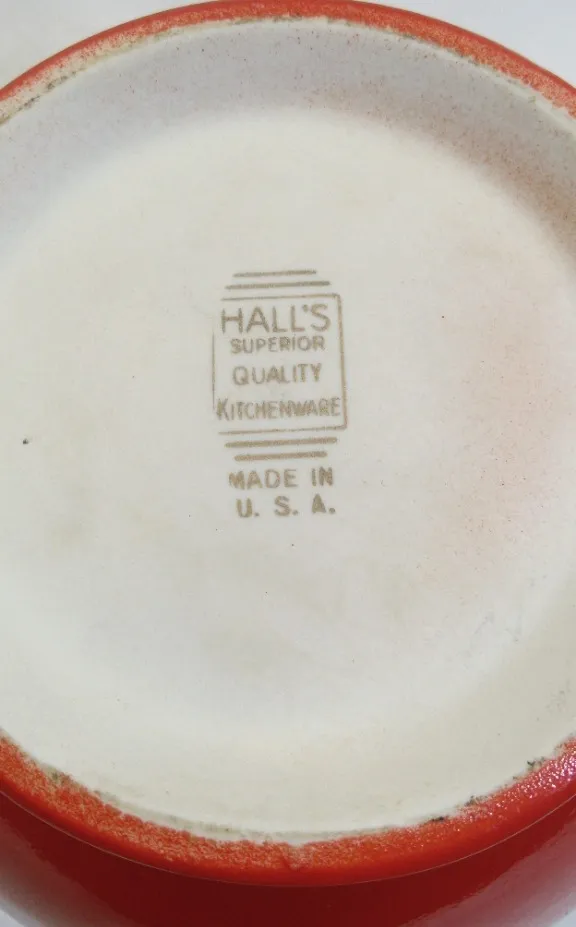 HALL'S
SUPERIOR
QUALITY
KITCHENWARE
MADE IN
U. S. A.